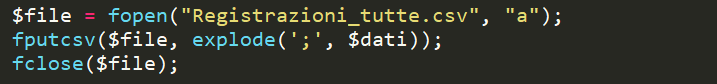 $file = fopen("Registrazioni_tutte.csv", "a");
fputcsv($file, explode(';', $dati));
fclose($file);